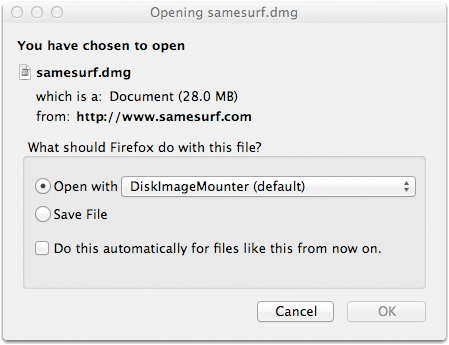 Opening samesurf.dmg
You have chosen to open
samesurf.dmg
which is a: Document (28.0 MB)
from: http://www.samesurf.com
What should Firefox do with this file?
Open with DiskImageMounter (default)
Save File
Do this automatically for files like this from now on.
Cancel OK